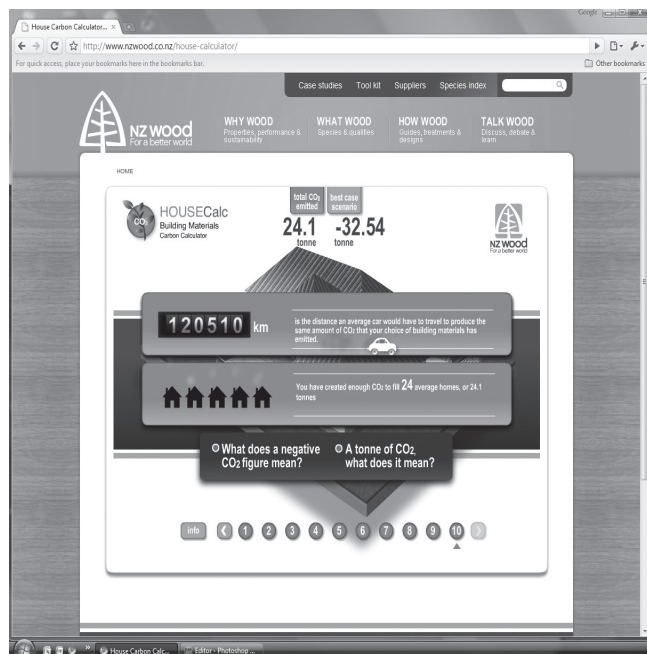 Google
House Carbon Calculator... ×
http://www.nzwood.co.nz/house-calculator/
For quick access, place your bookmarks here in the bookmarks bar.
Other bookmarks
Case studies Tool kit Suppliers Species index
NZ WOOD
For a better world
WHY WOOD
Properties, performance &
sustainability
WHAT WOOD
Species & qualities
HOW WOOD
Guides, treatments &
designs
TALK WOOD
Discuss, debate &
learn
HOME
CO2
HOUSECalc
Building Materials
Carbon Calculator
total CO2
emitted
24.1
tonne
best case
scenario
-32.54
tonne
NZ WOOD
For a better world
120510 km
is the distance an average car would have to travel to produce the
same amount of CO2 that your choice of building materials has
emitted.
You have created enough CO2 to fill 24 average homes, or 24.1
tonnes
What does a negative
CO2 figure mean?
A tonne of CO2,
what does it mean?
info 1 2 3 4 5 6 7 8 9 10
House Carbon Calc...
Editor - Photoshop ...